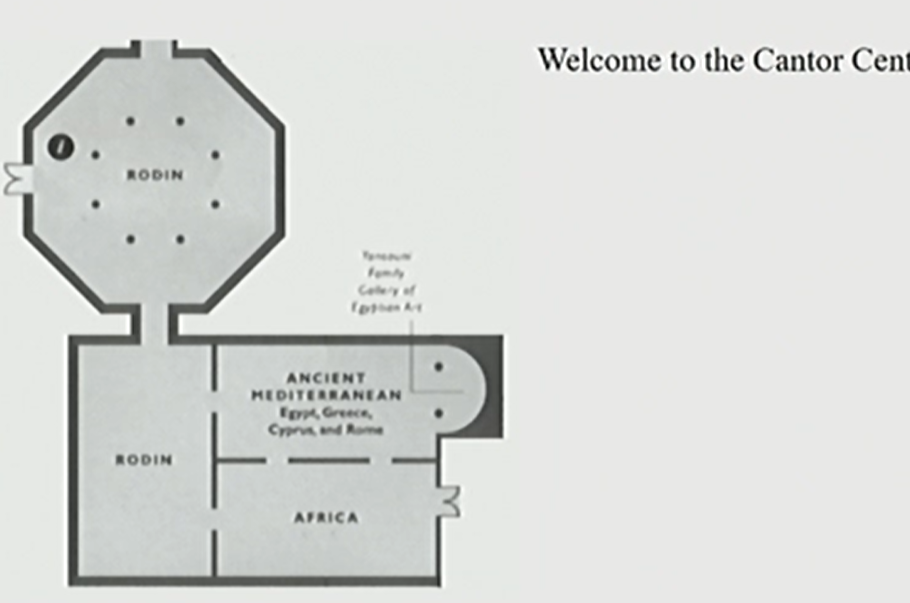 Welcome to the Cantor Cent
RODIN
Family
Gallery of
Egyptian Art
ANCIENT
MEDITERRANEAN
Egypt, Greece,
Cyprus, and Rome
RODIN
AFRICA